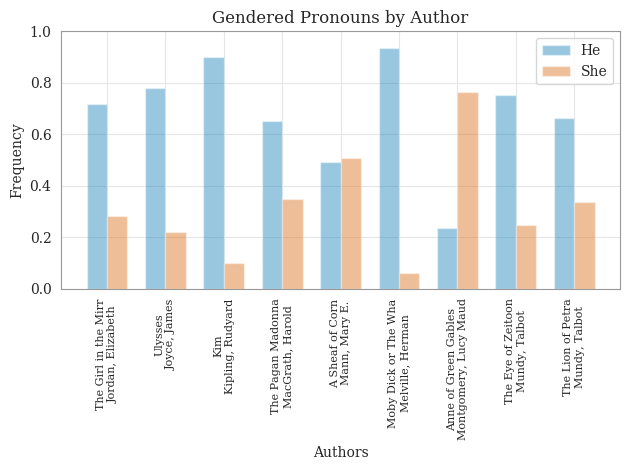 Gendered Pronouns by Author
He
She
Frequency
1.0
0.8
0.6
0.4
0.2
0.0
The Girl in the Mirr
Jordan, Elizabeth
Ulysses
Joyce, James
Kim
Kipling, Rudyard
The Pagan Madonna
MacGrath, Harold
A Sheaf of Corn
Mann, Mary E.
Moby Dick or The Wha
Melville, Herman
Anne of Green Gables
Montgomery, Lucy Maud
The Eye of Zeitoon
Mundy, Talbot
The Lion of Petra
Mundy, Talbot
Authors